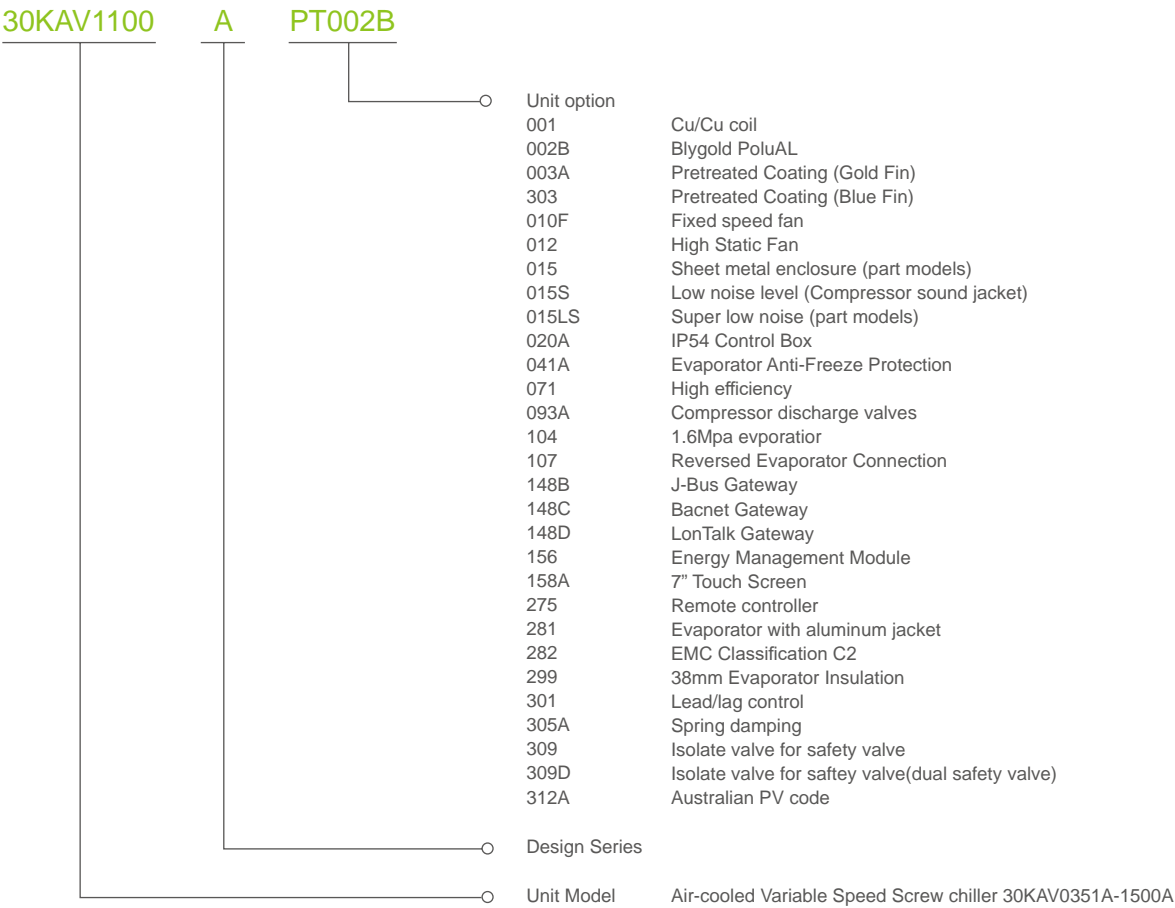 30KAV1100 A PT002B
Unit option
001 Cu/Cu coil
002B Blygold PoluAL
003A Pretreated Coating (Gold Fin)
303 Pretreated Coating (Blue Fin)
010F Fixed speed fan
012 High Static Fan
015 Sheet metal enclosure (part models)
015S Low noise level (Compressor sound jacket)
015LS Super low noise (part models)
020A IP54 Control Box
041A Evaporator Anti-Freeze Protection
071 High efficiency
093A Compressor discharge valves
104 1.6Mpa evporatior
107 Reversed Evaporator Connection
148B J-Bus Gateway
148C Bacnet Gateway
148D LonTalk Gateway
156 Energy Management Module
158A 7” Touch Screen
275 Remote controller
281 Evaporator with aluminum jacket
282 EMC Classification C2
299 38mm Evaporator Insulation
301 Lead/lag control
305A Spring damping
309 Isolate valve for safety valve
309D Isolate valve for saftey valve(dual safety valve)
312A Australian PV code
Design Series
Unit Model Air-cooled Variable Speed Screw chiller 30KAV0351A-1500A